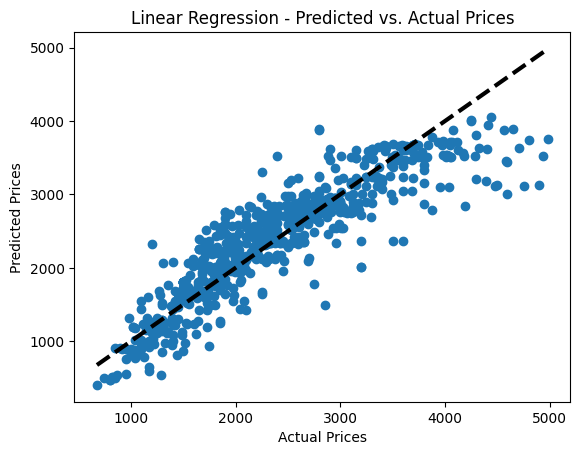 Linear Regression - Predicted vs. Actual Prices
5000
4000
3000
2000
1000
Predicted Prices
1000 2000 3000 4000 5000
Actual Prices